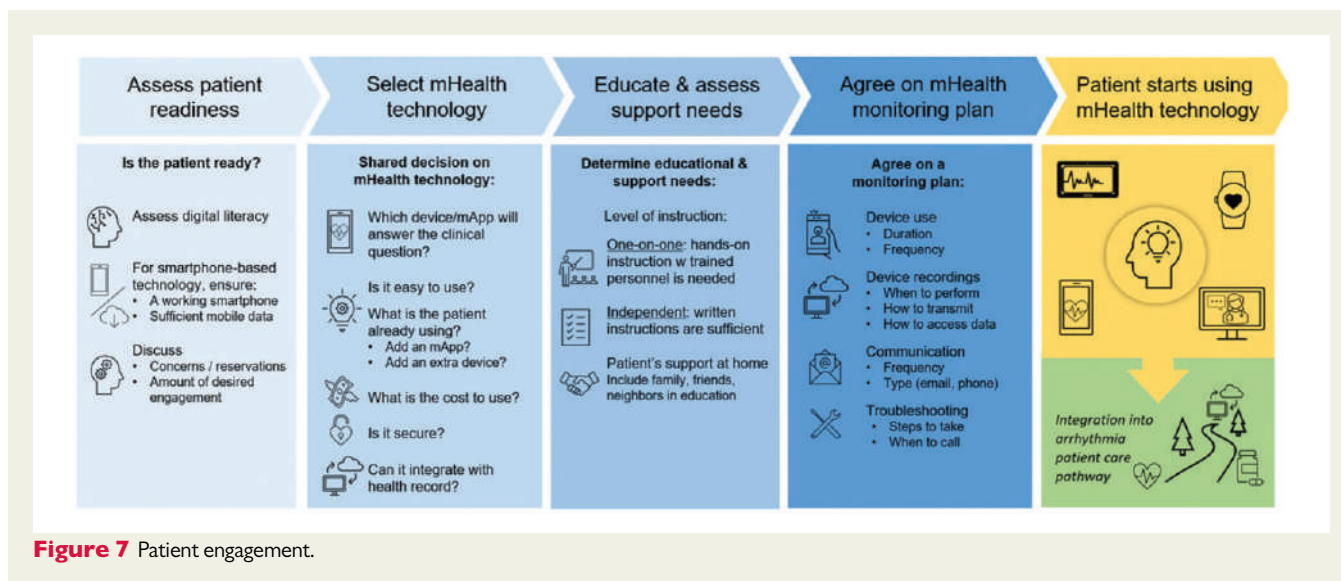 Assess patient
readiness
Select mHealth
technology
Educate & assess
support needs
Agree on mHealth
monitoring plan
Patient starts using
mHealth technology
Is the patient ready?
Assess digital literacy
For smartphone-based
technology, ensure:
• A working smartphone
• Sufficient mobile data
Discuss
• Concerns / reservations
• Amount of desired
engagement
Shared decision on
mHealth technology:
Which device/mApp will
answer the clinical
question?
Is it easy to use?
What is the patient
already using?
• Add an mApp?
• Add an extra device?
What is the cost to use?
Is it secure?
Can it integrate with
health record?
Determine educational &
support needs:
Level of instruction:
One-on-one: hands-on
instruction w trained
personnel is needed
Independent: written
instructions are sufficient
Patient's support at home
Include family, friends,
neighbors in education
Agree on a
monitoring plan:
Device use
• Duration
• Frequency
Device recordings
• When to perform
• How to transmit
• How to access data
Communication
• Frequency
• Type (email, phone)
Troubleshooting
• Steps to take
• When to call
Integration into
arrhythmia
patient care
pathway
Figure 7 Patient engagement.